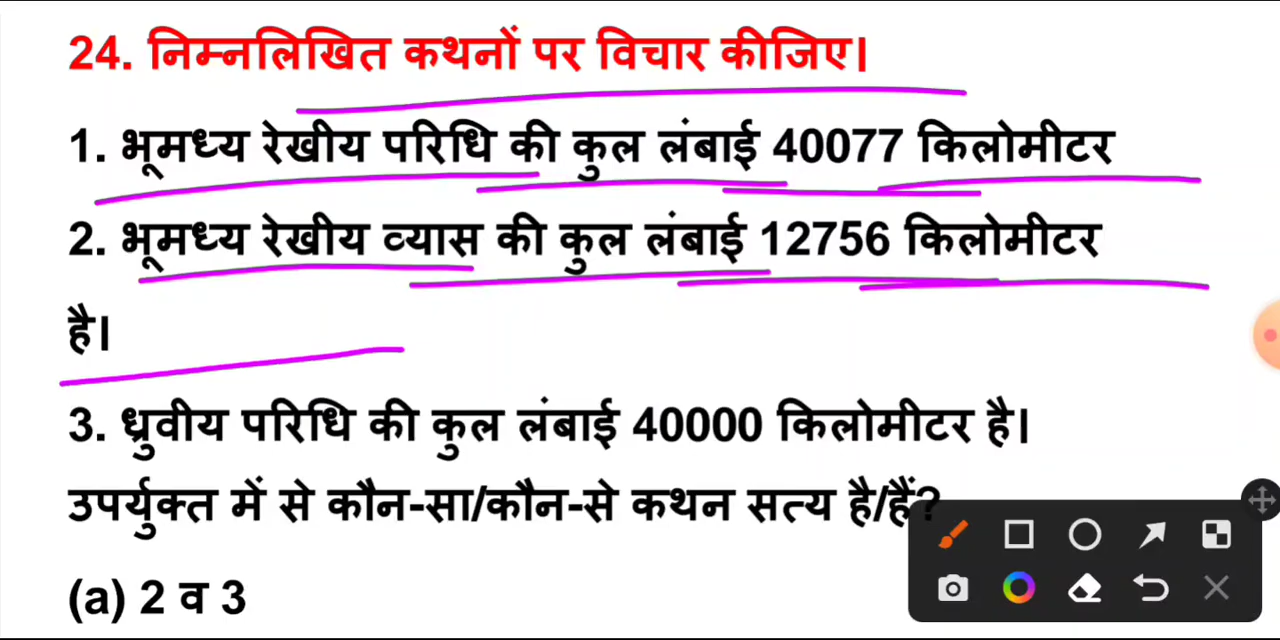 24. निम्नलिखित कथनों पर विचार कीजिए।
1. भूमध्य रेखीय परिधि की कुल लंबाई 40077 किलोमीटर
2. भूमध्य रेखीय व्यास की कुल लंबाई 12756 किलोमीटर
है।
3. ध्रुवीय परिधि की कुल लंबाई 40000 किलोमीटर है।
उपर्युक्त में से कौन-सा/कौन-से कथन सत्य है/हैं?
(a) 2 व 3